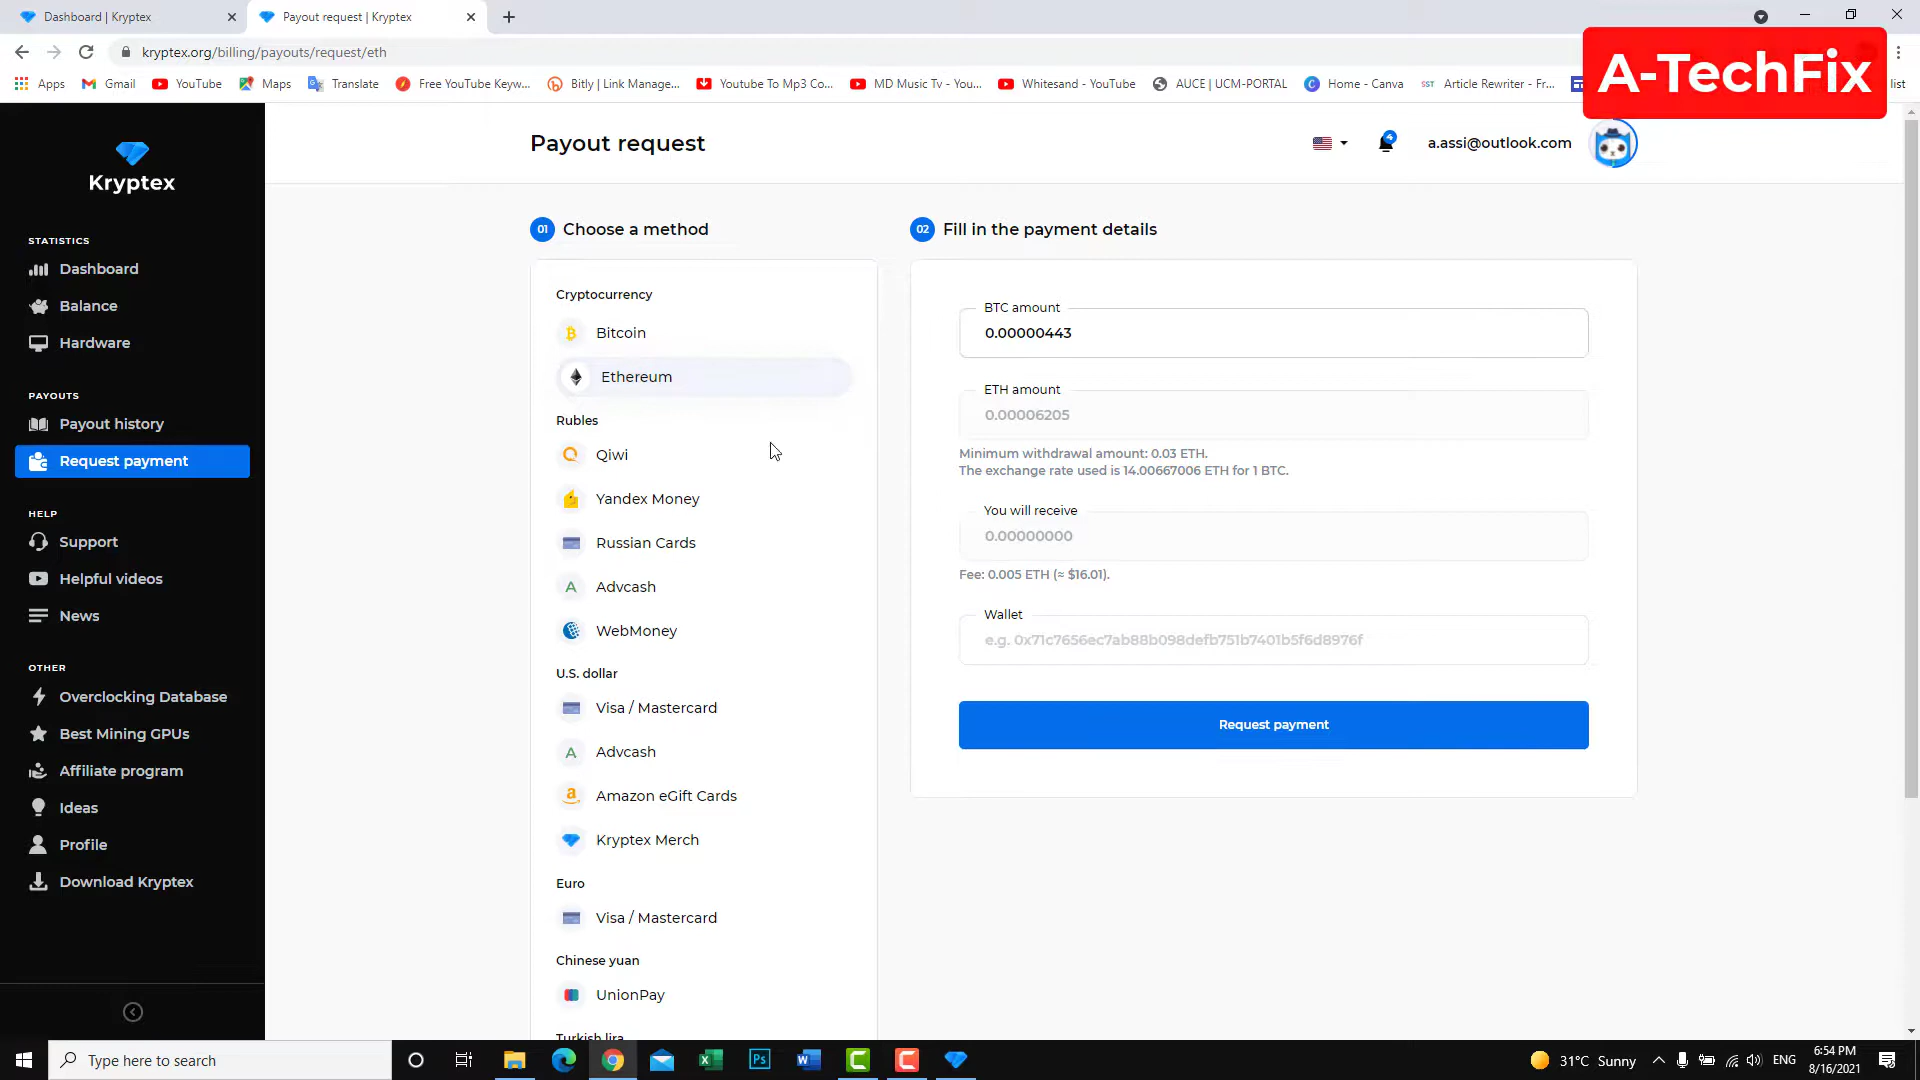 Dashboard | Kryptex
Payout request | Kryptex
kryptex.org/billing/payouts/request/eth
A-TechFix
Apps
Gmail
YouTube
Maps
Translate
Free YouTube Keyw...
Bitly | Link Manage...
Youtube To Mp3 Co...
MD Music Tv - You...
Whitesand - YouTube
AUCE | UCM-PORTAL
Home - Canva
Article Rewriter - Fr...
list
Kryptex
STATISTICS
Dashboard
Balance
Hardware
PAYOUTS
Payout history
Request payment
HELP
Support
Helpful videos
News
OTHER
Overclocking Database
Best Mining GPUs
Affiliate program
Ideas
Profile
Download Kryptex
Payout request
4
a.assi@outlook.com
01 Choose a method
Cryptocurrency
Bitcoin
Ethereum
Rubles
Qiwi
Yandex Money
Russian Cards
Advcash
WebMoney
U.S. dollar
Visa / Mastercard
Advcash
Amazon eGift Cards
Kryptex Merch
Euro
Visa / Mastercard
Chinese yuan
UnionPay
Turkish lira
02 Fill in the payment details
BTC amount
0.00000443
ETH amount
0.00006205
Minimum withdrawal amount: 0.03 ETH.
The exchange rate used is 14.00667006 ETH for 1 BTC.
You will receive
0.00000000
Fee: 0.005 ETH (≈ $16.01).
Wallet
e.g. 0x71c7656ec7ab88b098defb751b7401b5f6d8976f
Request payment
Type here to search
31°C Sunny
ENG
6:54 PM
8/16/2021